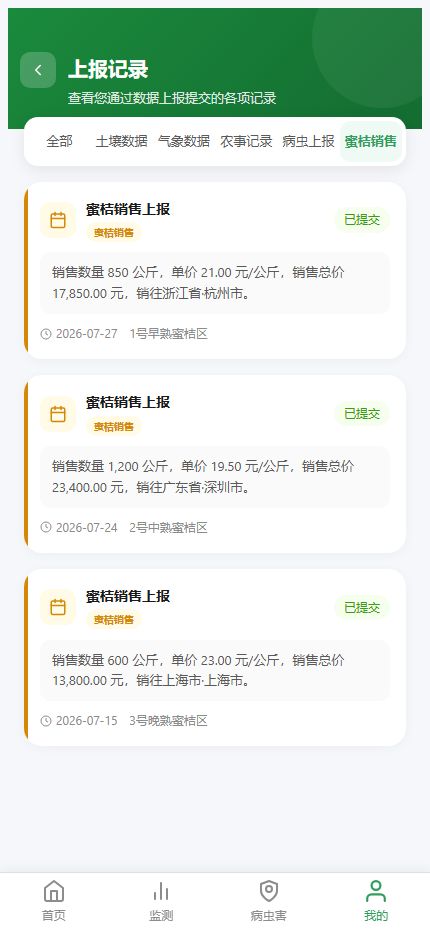 上报记录
查看您通过数据上报提交的各项记录
全部 土壤数据 气象数据 农事记录 病虫上报 蜜桔销售
蜜桔销售上报
蜜桔销售
已提交
销售数量 850 公斤，单价 21.00 元/公斤，销售总价
17,850.00 元，销往浙江省·杭州市。
2026-07-27 1号早熟蜜桔区
蜜桔销售上报
蜜桔销售
已提交
销售数量 1,200 公斤，单价 19.50 元/公斤，销售总价
23,400.00 元，销往广东省·深圳市。
2026-07-24 2号中熟蜜桔区
蜜桔销售上报
蜜桔销售
已提交
销售数量 600 公斤，单价 23.00 元/公斤，销售总价
13,800.00 元，销往上海市·上海市。
2026-07-15 3号晚熟蜜桔区
首页 监测 病虫害 我的